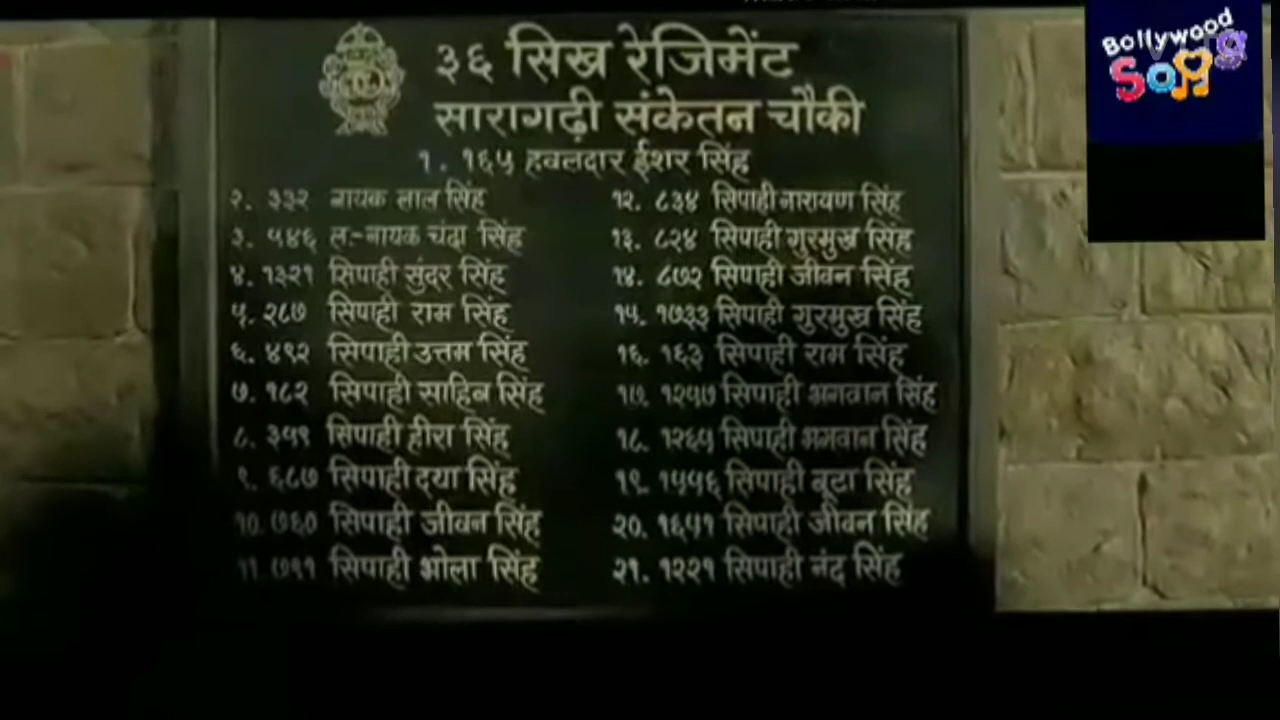 ३६ सिख रेजिमेंट
सारागढ़ी संकेतन चौकी
१. १६५ हवलदार ईशर सिंह
२. ३३२ नायक लाल सिंह
३. ५४६ ल.-नायक चंदा सिंह
४. १३२१ सिपाही सुंदर सिंह
५. २८७ सिपाही राम सिंह
६. ४९२ सिपाही उत्तम सिंह
७. १८२ सिपाही साहिब सिंह
८. ३५९ सिपाही हीरा सिंह
९. ६८७ सिपाही दया सिंह
१०. ७६० सिपाही जीवन सिंह
११. ७९१ सिपाही भोला सिंह
१२. ८३४ सिपाही नारायण सिंह
१३. ८२४ सिपाही गुरमुख सिंह
१४. ८७२ सिपाही जीवन सिंह
१५. १७३३ सिपाही गुरमुख सिंह
१६. १६३ सिपाही राम सिंह
१७. १२५७ सिपाही भगवान सिंह
१८. १२६५ सिपाही भगवान सिंह
१९. १५५६ सिपाही बूटा सिंह
२०. १६५१ सिपाही जीवन सिंह
२१. १२२१ सिपाही नंद सिंह
Bollywood
Song